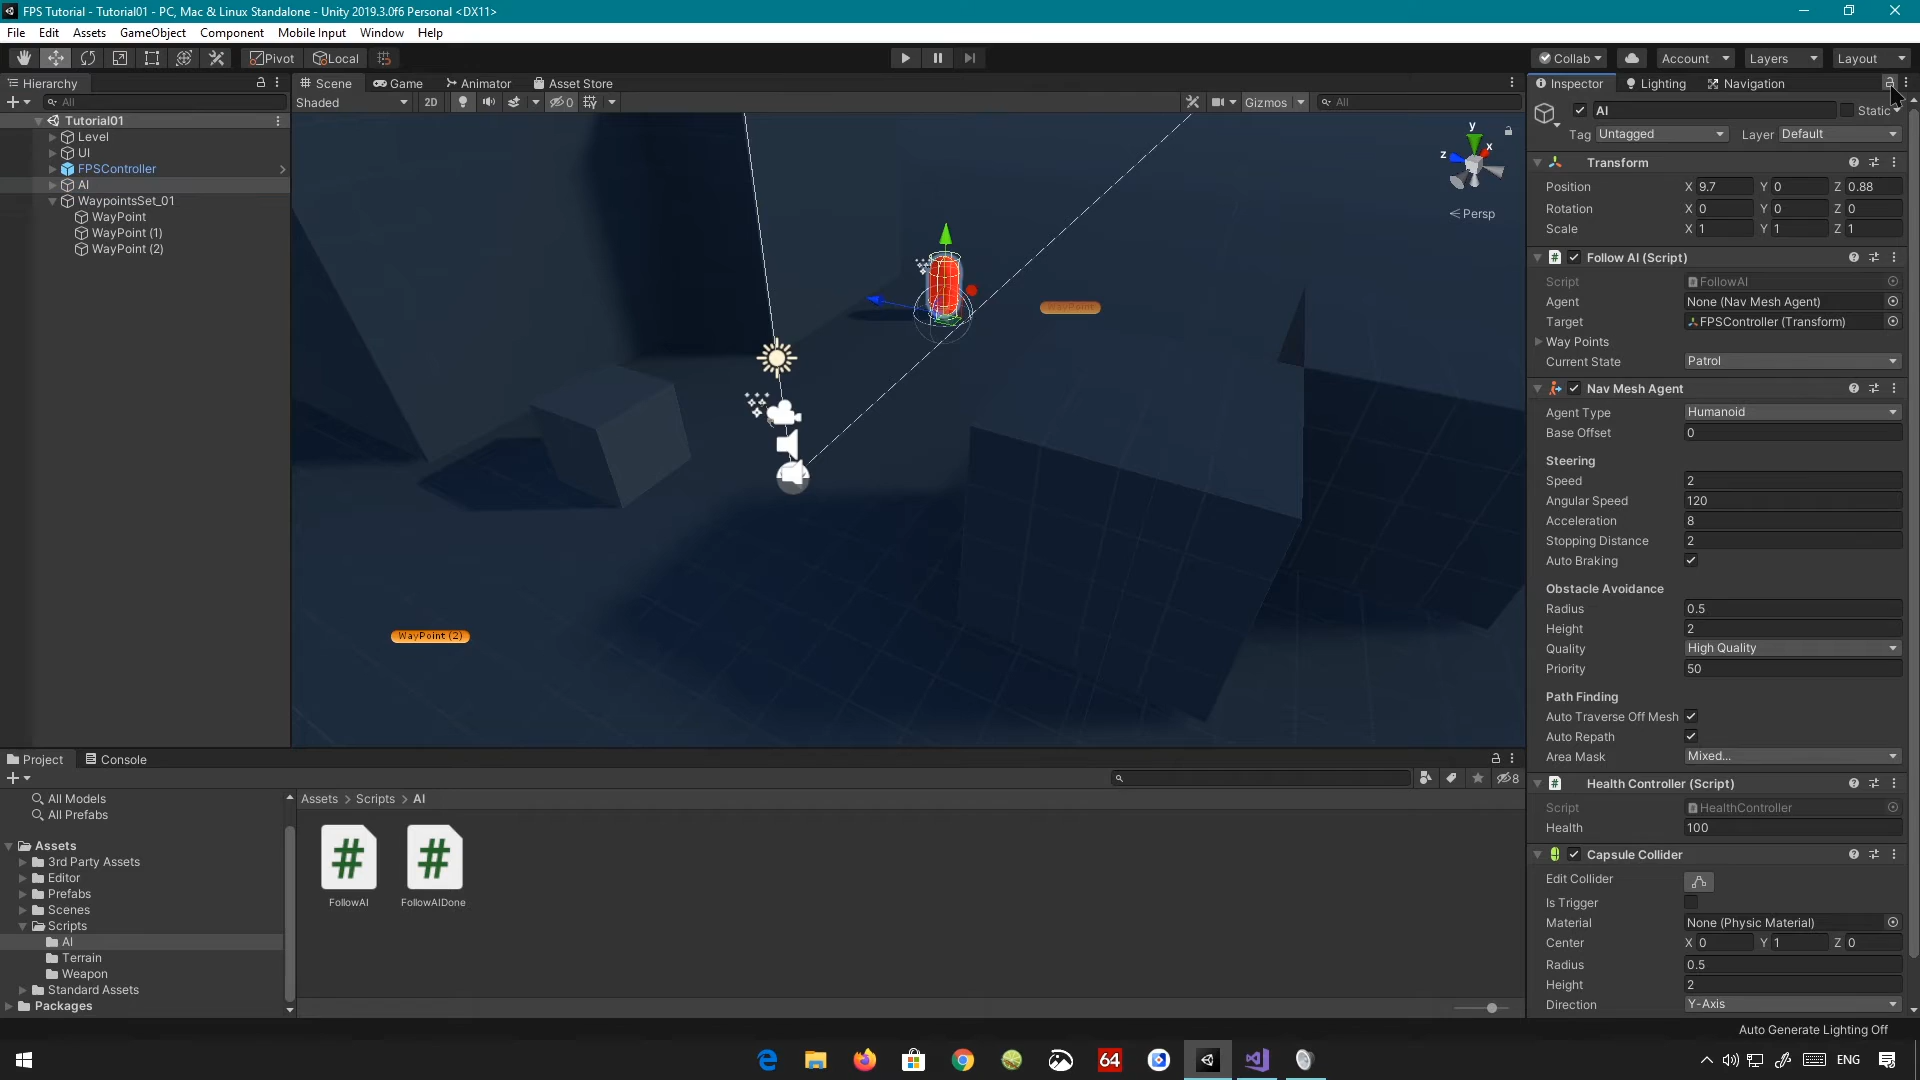 FPS Tutorial - Tutorial01 - PC, Mac & Linux Standalone - Unity 2019.3.0f6 Personal <DX11>
File Edit Assets GameObject Component Mobile Input Window Help
Pivot Local Collab Account Layers Layout
Hierarchy
All
Tutorial01
Level
UI
FPSController
AI
WaypointsSet_01
WayPoint
WayPoint (1)
WayPoint (2)
Scene Game Animator Asset Store
Shaded 2D 0 Gizmos All
y
x
z
Persp
WayPoint
WayPoint (2)
Inspector Lighting Navigation
AI Static
Tag Untagged Layer Default
Transform
Position X 9.7 Y 0 Z 0.88
Rotation X 0 Y 0 Z 0
Scale X 1 Y 1 Z 1
Follow AI (Script)
Script FollowAI
Agent None (Nav Mesh Agent)
Target FPSController (Transform)
Way Points
Current State Patrol
Nav Mesh Agent
Agent Type Humanoid
Base Offset 0
Steering
Speed 2
Angular Speed 120
Acceleration 8
Stopping Distance 2
Auto Braking
Obstacle Avoidance
Radius 0.5
Height 2
Quality High Quality
Priority 50
Path Finding
Auto Traverse Off Mesh
Auto Repath
Area Mask Mixed...
Health Controller (Script)
Script HealthController
Health 100
Capsule Collider
Edit Collider
Is Trigger
Material None (Physic Material)
Center X 0 Y 1 Z 0
Radius 0.5
Height 2
Direction Y-Axis
Project Console
8
All Models
All Prefabs
Assets
3rd Party Assets
Editor
Prefabs
Scenes
Scripts
AI
Terrain
Weapon
Standard Assets
Packages
Assets > Scripts > AI
FollowAI FollowAIDone
Auto Generate Lighting Off
64
ENG